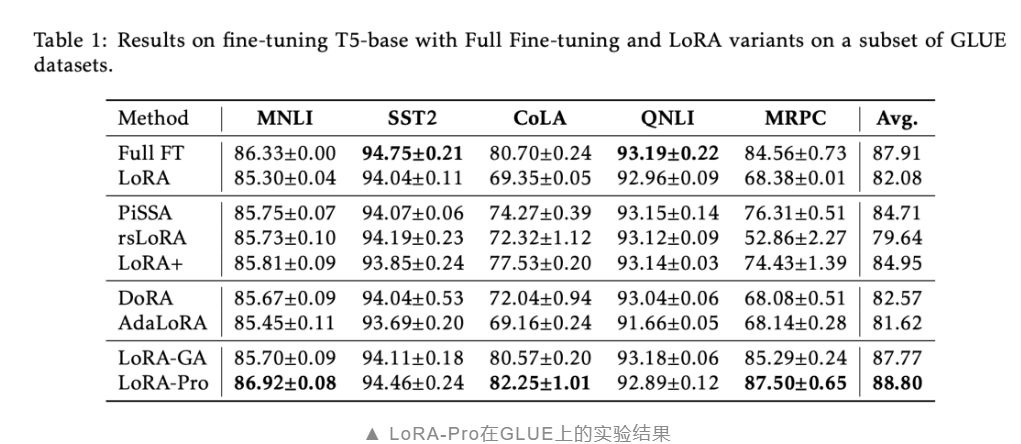 Table 1: Results on fine-tuning T5-base with Full Fine-tuning and LoRA variants on a subset of GLUE
datasets.
Method MNLI SST2 CoLA QNLI MRPC Avg.
Full FT 86.33±0.00 94.75±0.21 80.70±0.24 93.19±0.22 84.56±0.73 87.91
LoRA 85.30±0.04 94.04±0.11 69.35±0.05 92.96±0.09 68.38±0.01 82.08
PiSSA 85.75±0.07 94.07±0.06 74.27±0.39 93.15±0.14 76.31±0.51 84.71
rsLoRA 85.73±0.10 94.19±0.23 72.32±1.12 93.12±0.09 52.86±2.27 79.64
LoRA+ 85.81±0.09 93.85±0.24 77.53±0.20 93.14±0.03 74.43±1.39 84.95
DoRA 85.67±0.09 94.04±0.53 72.04±0.94 93.04±0.06 68.08±0.51 82.57
AdaLoRA 85.45±0.11 93.69±0.20 69.16±0.24 91.66±0.05 68.14±0.28 81.62
LoRA-GA 85.70±0.09 94.11±0.18 80.57±0.20 93.18±0.06 85.29±0.24 87.77
LoRA-Pro 86.92±0.08 94.46±0.24 82.25±1.01 92.89±0.12 87.50±0.65 88.80
▲ LoRA-Pro在GLUE上的实验结果